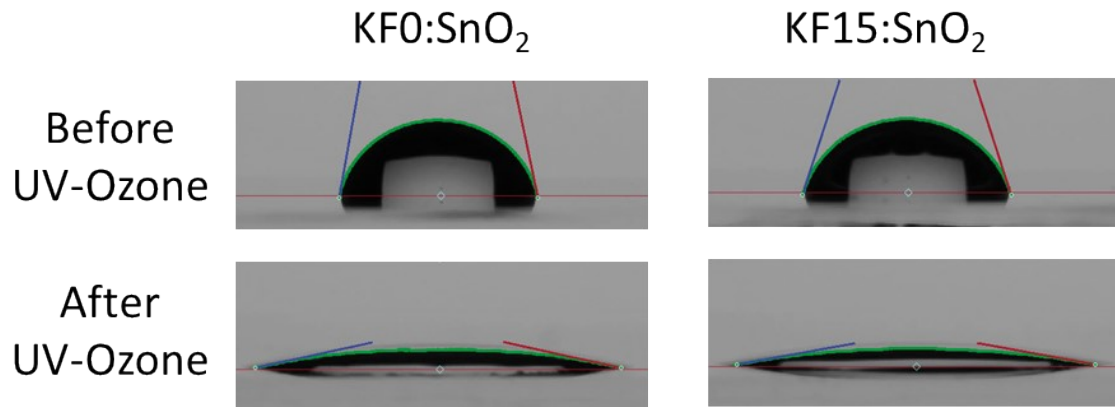 KF0:SnO₂
KF15:SnO₂
Before
UV-Ozone
After
UV-Ozone